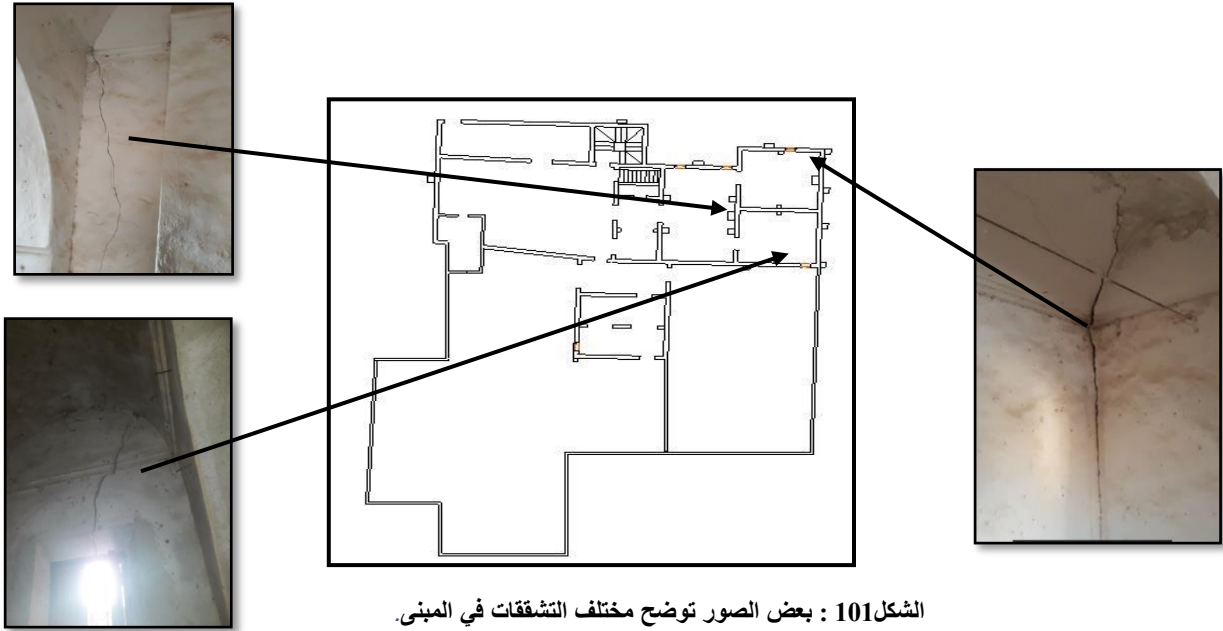 الشكل101 : بعض الصور توضح مختلف التشققات في المبنى.